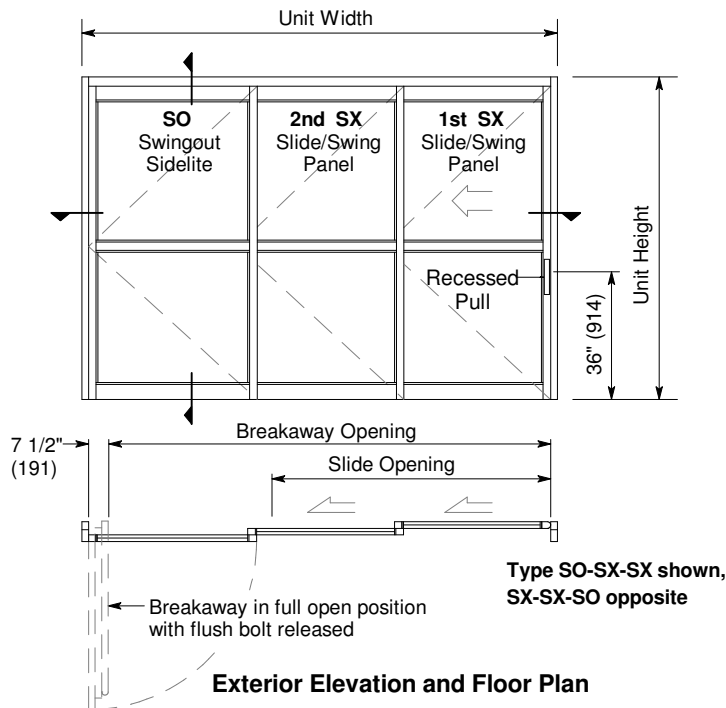 Unit Width
SO
Swingout
Sidelite
2nd SX
Slide/Swing
Panel
1st SX
Slide/Swing
Panel
Recessed
Pull
36" (914)
Unit Height
7 1/2"
(191)
Breakaway Opening
Slide Opening
Type SO-SX-SX shown,
SX-SX-SO opposite
Breakaway in full open position
with flush bolt released
Exterior Elevation and Floor Plan